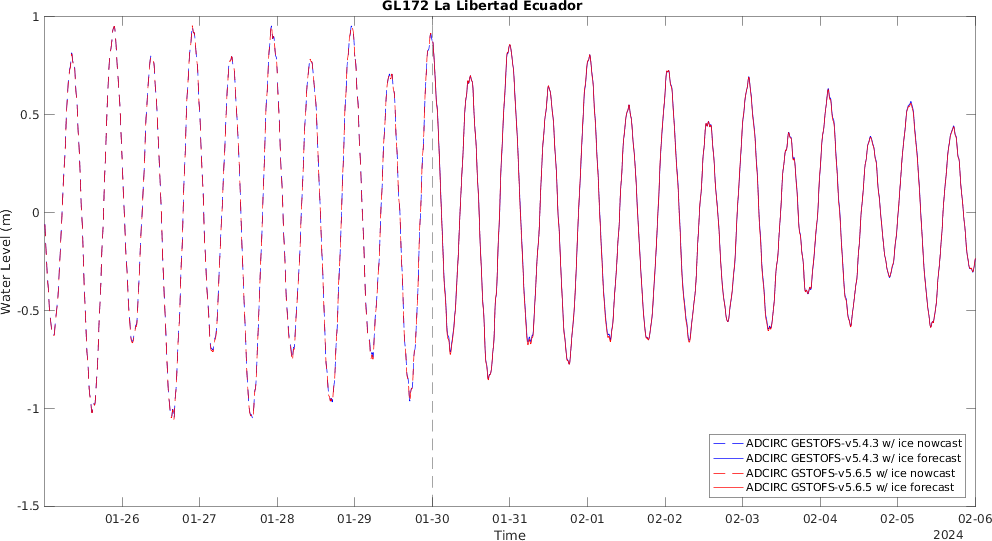 GL172 La Libertad Ecuador
1
0.5
0
-0.5
-1
-1.5
Water Level (m)
01-26 01-27 01-28 01-29 01-30 01-31 02-01 02-02 02-03 02-04 02-05 02-06
Time
2024
ADCIRC GESTOFS-v5.4.3 w/ ice nowcast
ADCIRC GESTOFS-v5.4.3 w/ ice forecast
ADCIRC GSTOFS-v5.6.5 w/ ice nowcast
ADCIRC GSTOFS-v5.6.5 w/ ice forecast